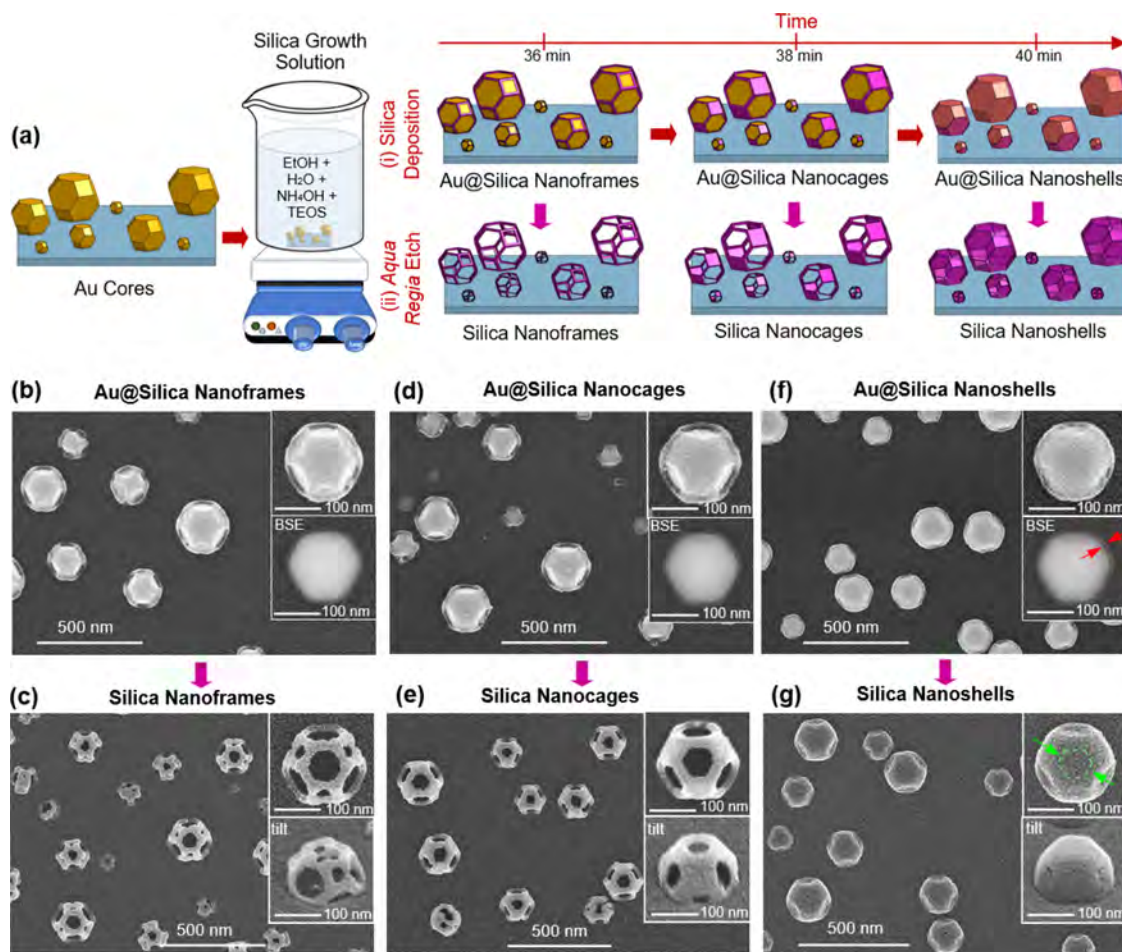 Time
36 min
38 min
40 min
Silica Growth
Solution
(a)
EtOH +
H₂O +
NH₄OH +
TEOS
Au Cores
(i) Silica
Deposition
Au@Silica Nanoframes
Au@Silica Nanocages
Au@Silica Nanoshells
(ii) Aqua
Regia Etch
Silica Nanoframes
Silica Nanocages
Silica Nanoshells
(b)
Au@Silica Nanoframes
100 nm
BSE
100 nm
500 nm
(d)
Au@Silica Nanocages
100 nm
BSE
100 nm
500 nm
(f)
Au@Silica Nanoshells
100 nm
BSE
100 nm
500 nm
(c)
Silica Nanoframes
100 nm
tilt
100 nm
500 nm
(e)
Silica Nanocages
100 nm
tilt
100 nm
500 nm
(g)
Silica Nanoshells
100 nm
tilt
100 nm
500 nm